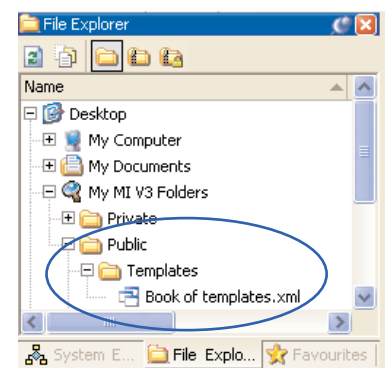 File Explorer
Name
Desktop
My Computer
My Documents
My MI V3 Folders
Private
Public
Templates
Book of templates.xml
System E... File Explo... Favourites